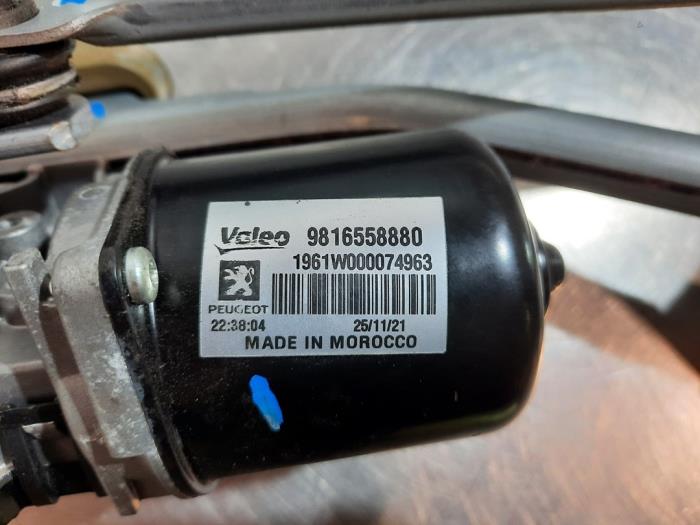 Valeo 9816558880
1961W000074963
PEUGEOT
22:38:04 25/11/21
MADE IN MOROCCO